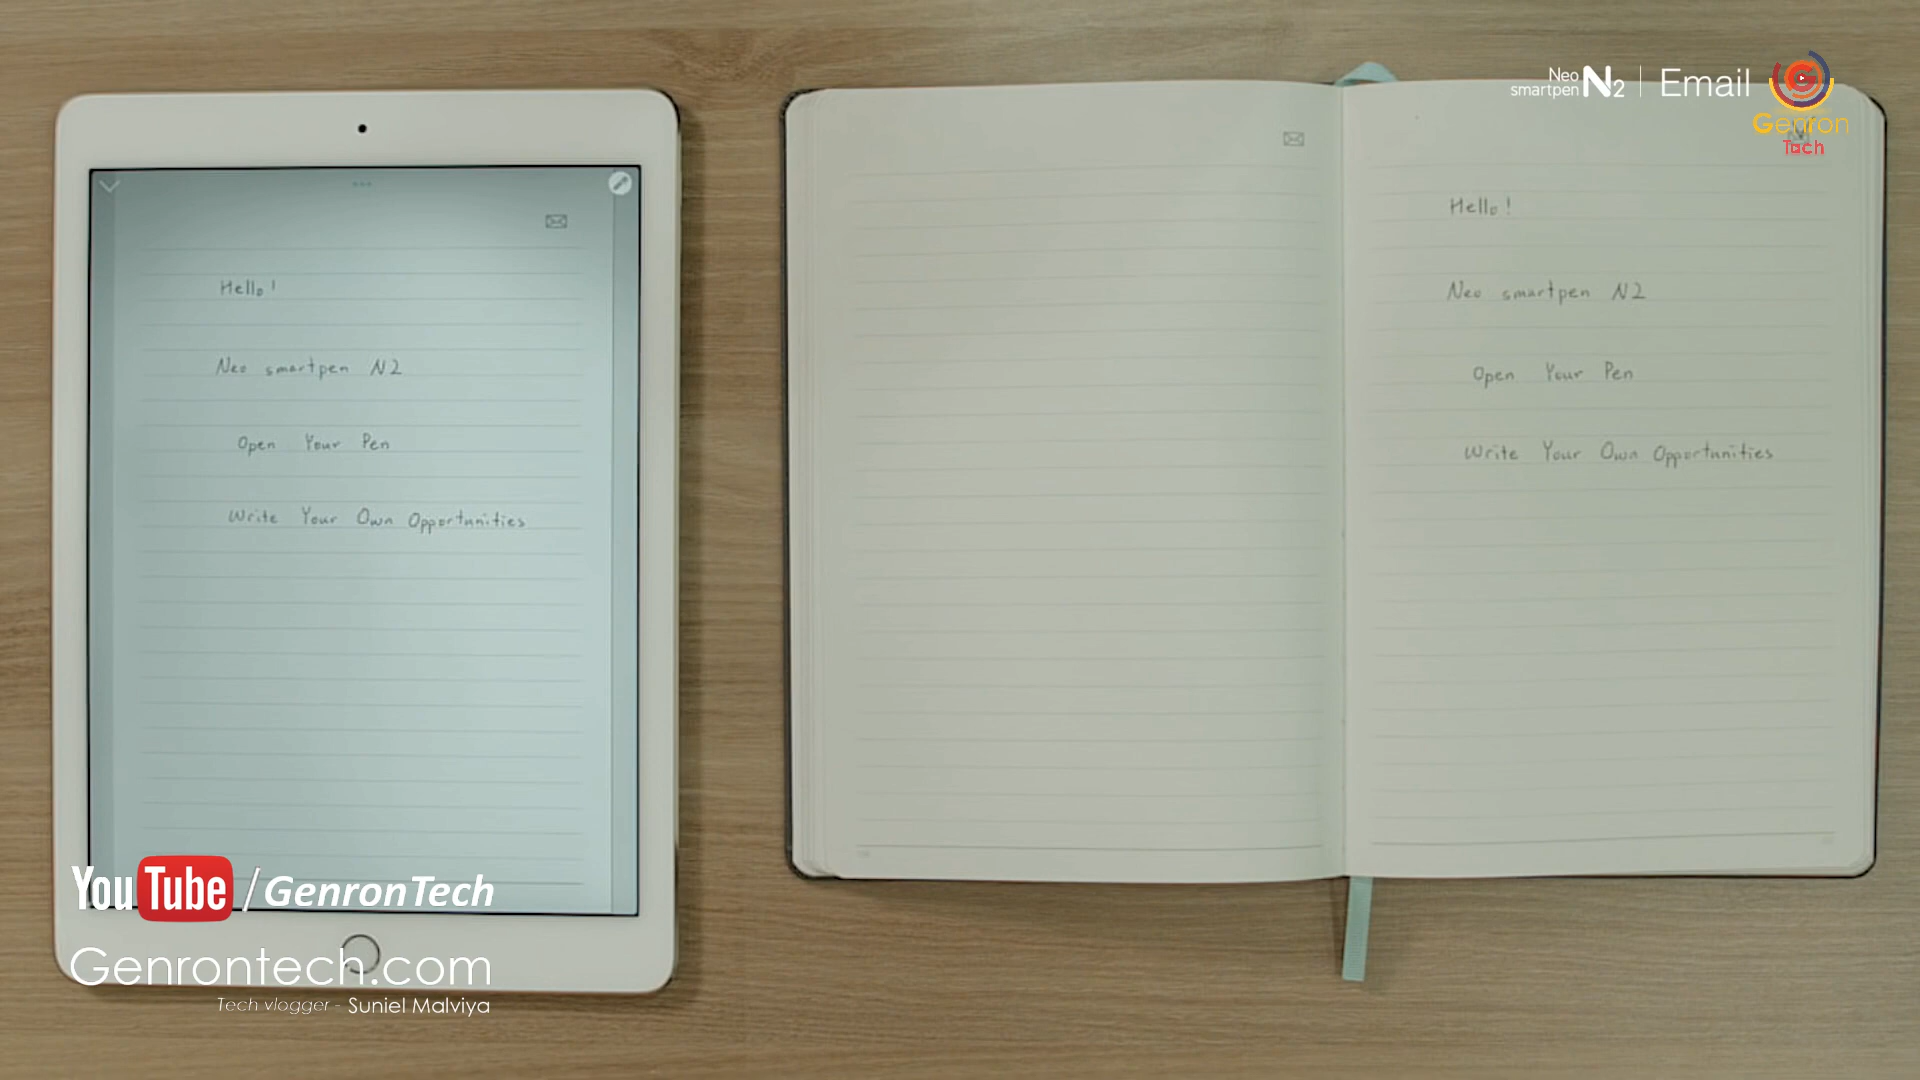 Neo smartpen N2 | Email
Genron
Tech
Hello!
Neo smartpen N2
Open Your Pen
Write Your Own Opportunities
Hello!
Neo smartpen N2
Open Your Pen
Write Your Own Opportunities
YouTube /GenronTech
Genrontech.com
Tech vlogger - Suniel Malviya